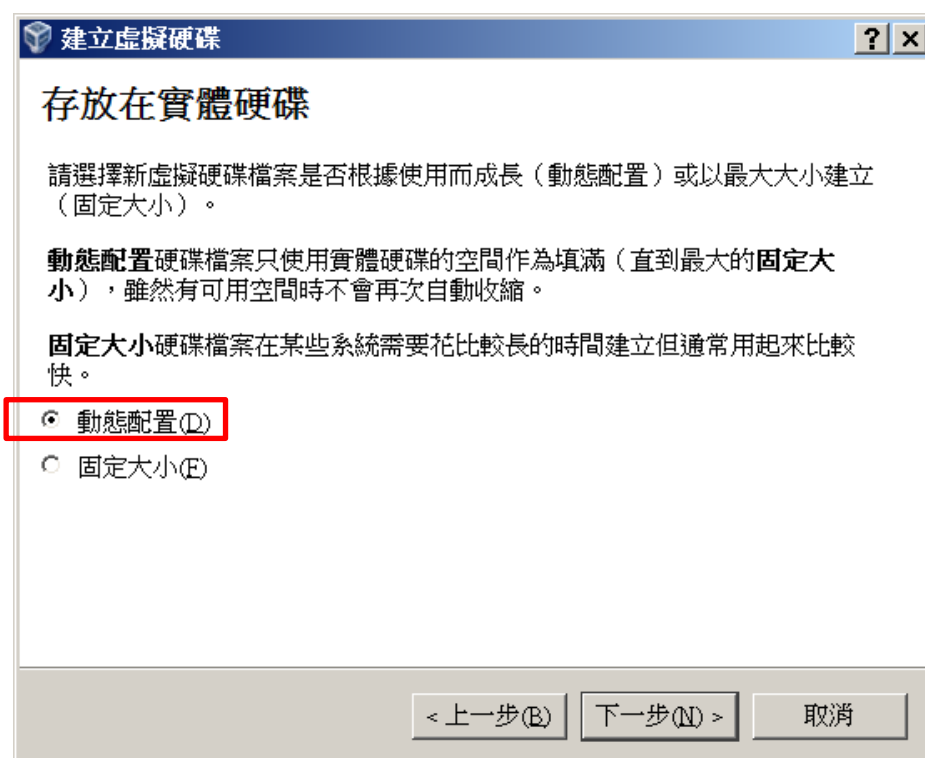 建立虛擬硬碟
存放在實體硬碟
請選擇新虛擬硬碟檔案是否根據使用而成長（動態配置）或以最大大小建立
（固定大小）。
動態配置硬碟檔案只使用實體硬碟的空間作為填滿（直到最大的固定大
小），雖然有可用空間時不會再次自動收縮。
固定大小硬碟檔案在某些系統需要花比較長的時間建立但通常用起來比較
快。
動態配置(D)
固定大小(F)
<上一步(B) 下一步(N)> 取消